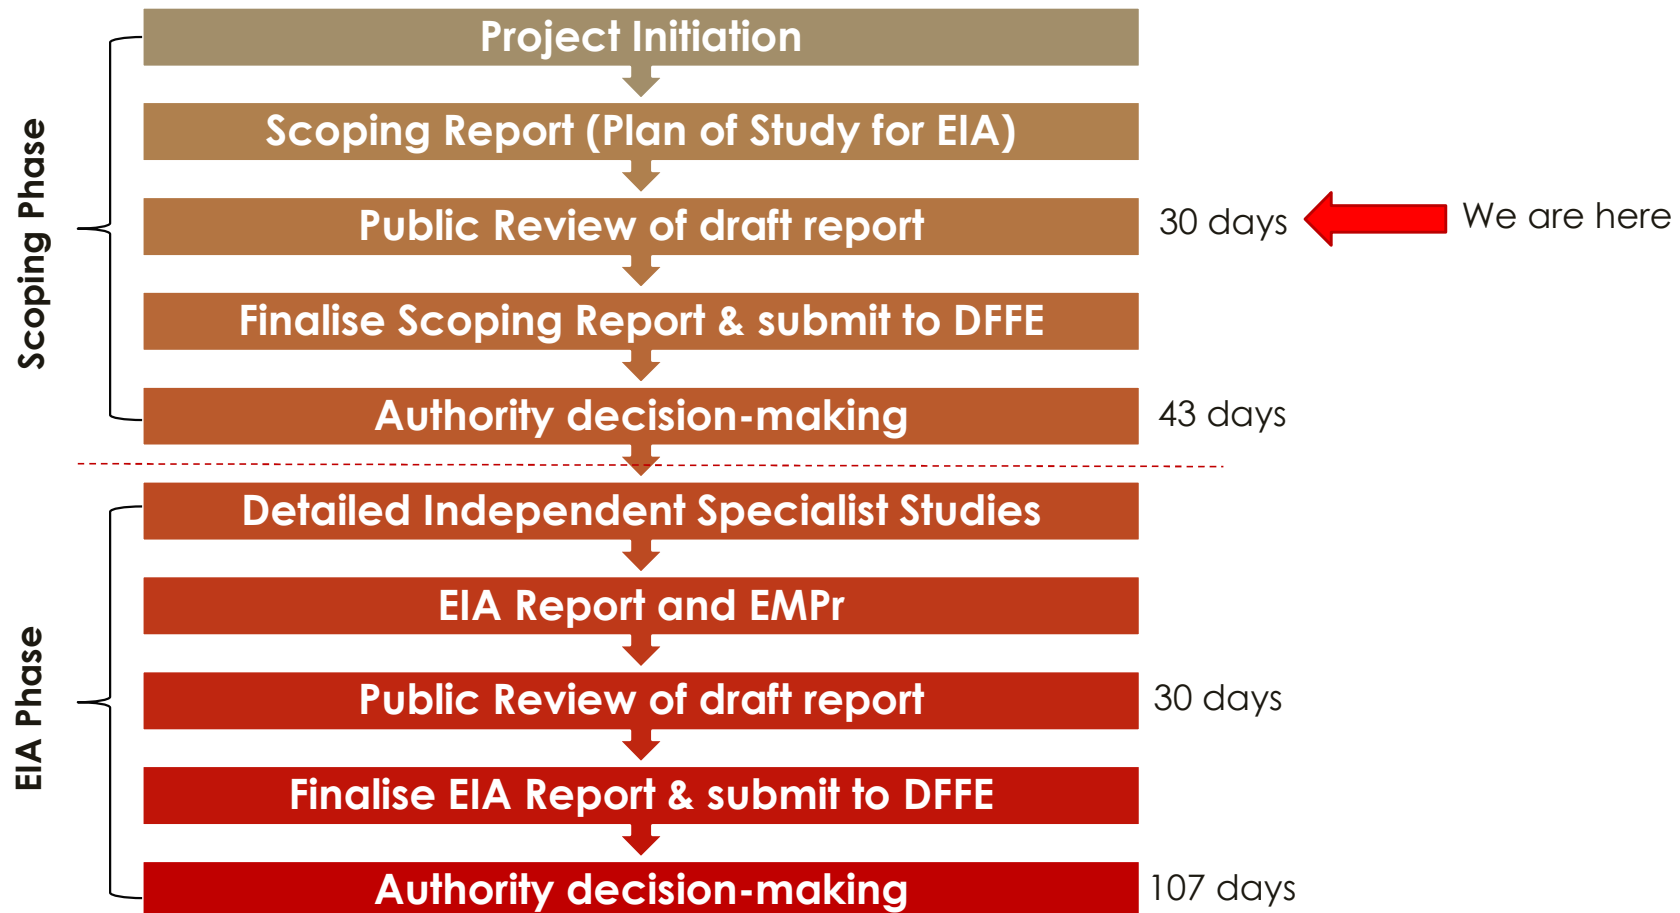 Scoping Phase
Project Initiation
Scoping Report (Plan of Study for EIA)
Public Review of draft report
30 days
We are here
Finalise Scoping Report & submit to DFFE
Authority decision-making
43 days
EIA Phase
Detailed Independent Specialist Studies
EIA Report and EMPr
Public Review of draft report
30 days
Finalise EIA Report & submit to DFFE
Authority decision-making
107 days